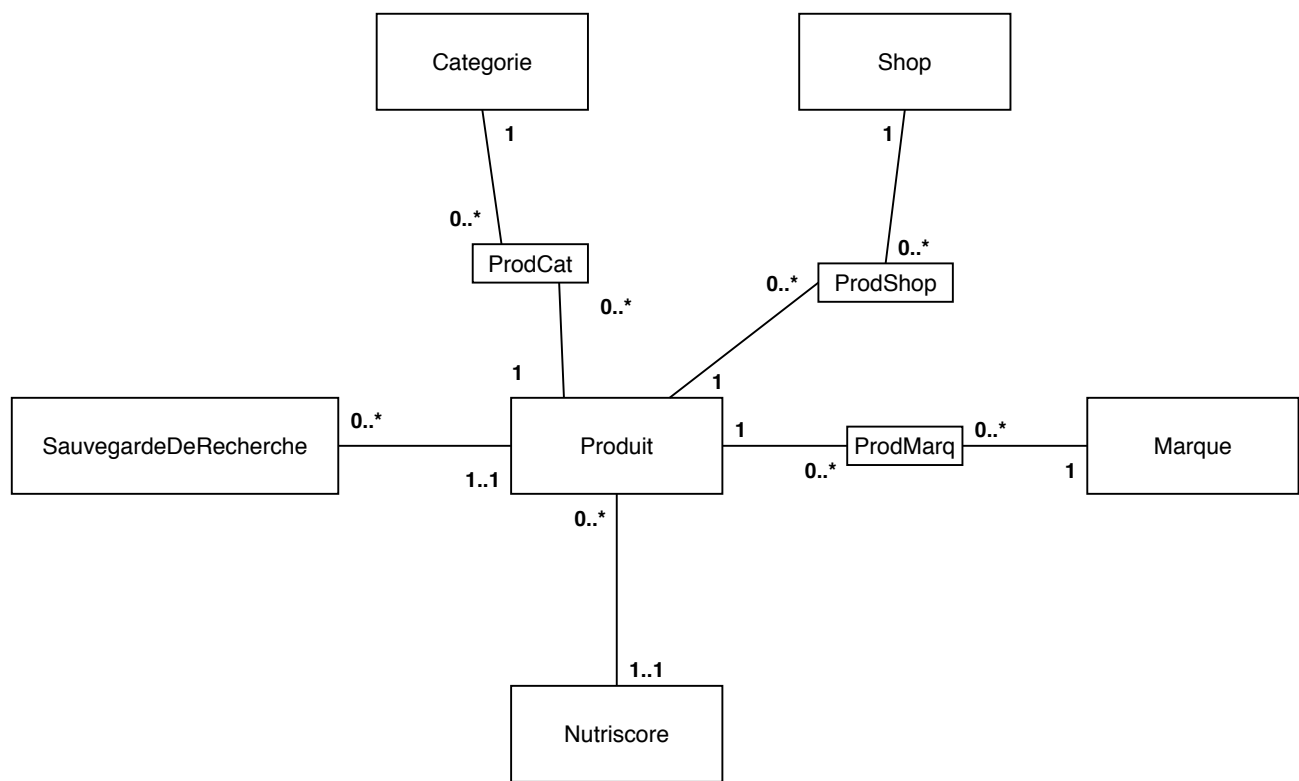 Categorie
Shop
1
1
0..*
0..*
ProdCat
ProdShop
0..*
0..*
1
1
SauvegardeDeRecherche
0..*
1..1
Produit
1
0..*
ProdMarq
0..*
1
Marque
0..*
1..1
Nutriscore